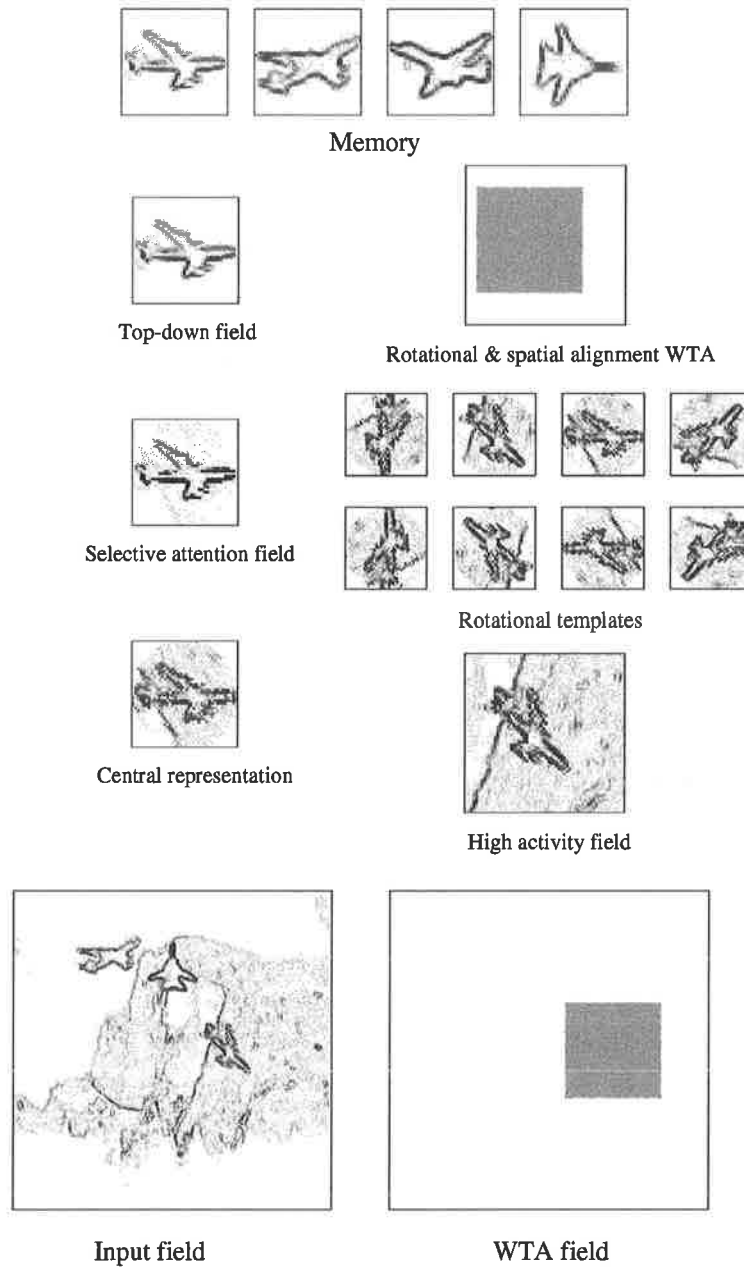 Memory
Top-down field
Rotational & spatial alignment WTA
Selective attention field
Rotational templates
Central representation
High activity field
Input field
WTA field